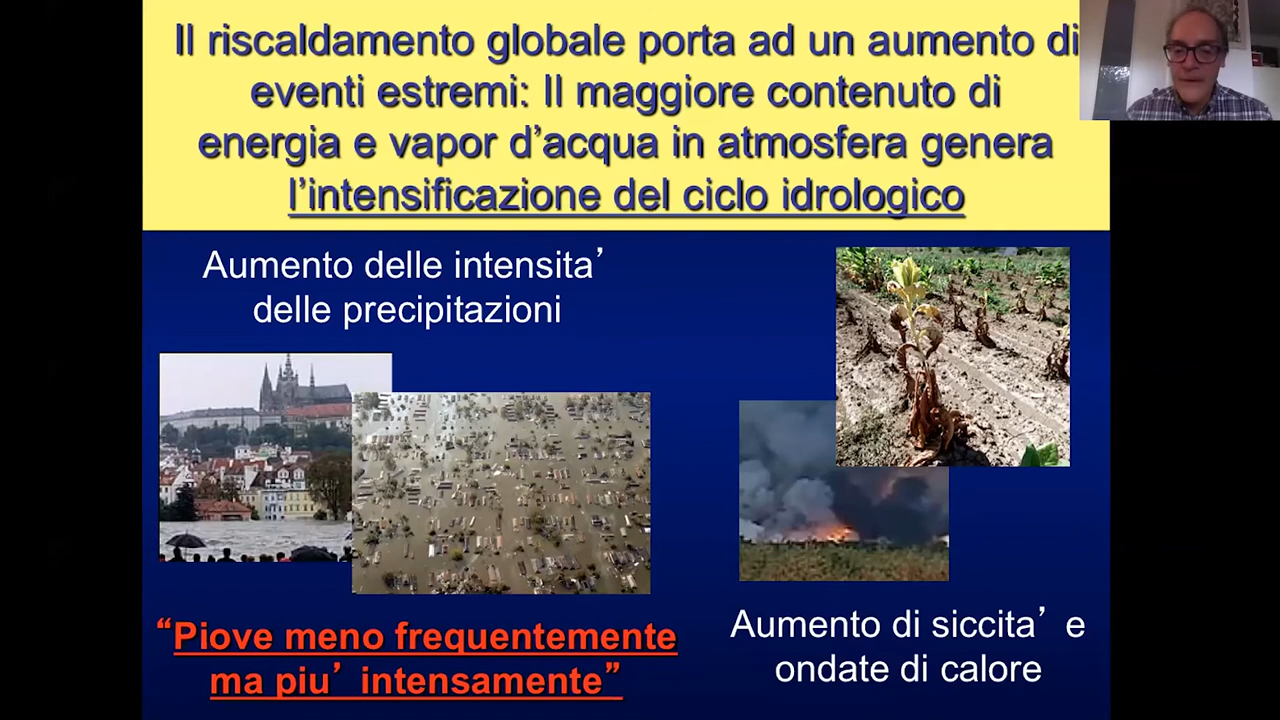 Il riscaldamento globale porta ad un aumento di
eventi estremi: Il maggiore contenuto di
energia e vapor d’acqua in atmosfera genera
l’intensificazione del ciclo idrologico
Aumento delle intensita’
delle precipitazioni
“Piove meno frequentemente
ma piu’ intensamente”
Aumento di siccita’ e
ondate di calore